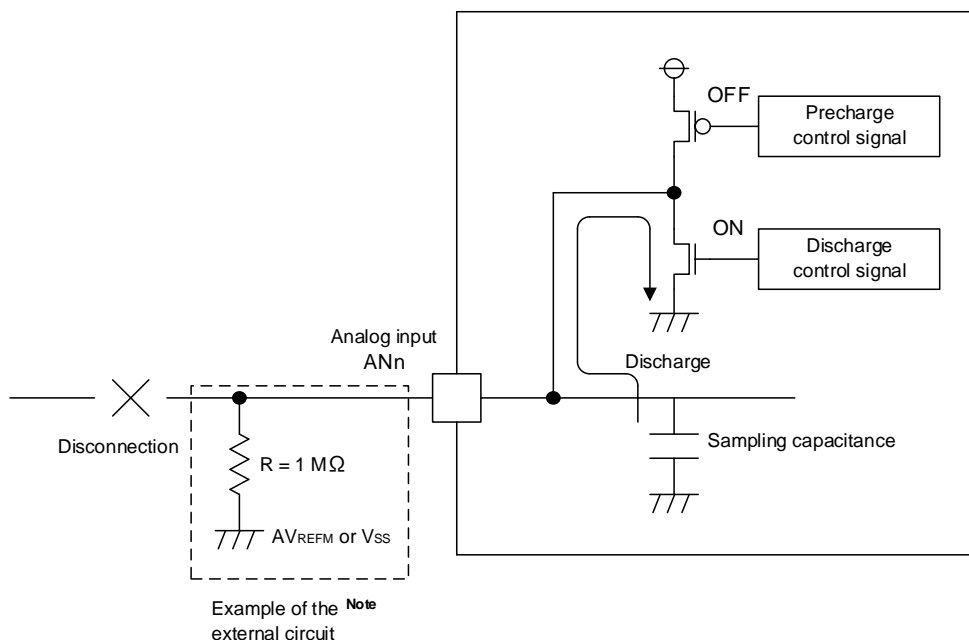 OFF
Precharge
control signal
ON
Discharge
control signal
Analog input
ANn
Discharge
Disconnection
R = 1 MΩ
Sampling capacitance
AVREFM or VSS
Example of the Note
external circuit